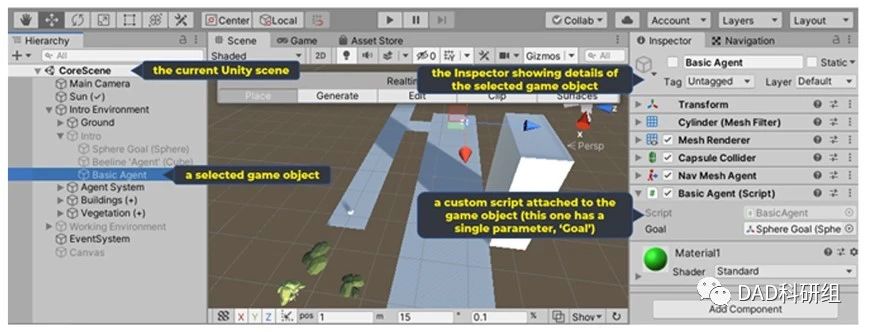 Center Local Collab Account Layers Layout
Hierarchy
All
CoreScene
Main Camera
Sun (✓)
Intro Environment
Ground
Intro
Sphere Goal (Sphere)
Beeline 'Agent' (Cube)
Basic Agent
Agent System
Buildings (+)
Vegetation (+)
Working Environment
EventSystem
Canvas
the current Unity scene
a selected game object
Scene Game Asset Store
Shaded 2D 0 Gizmos All
Realtin
Place Generate Edit Clip Surfaces
z
x
Persp
the Inspector showing details of
the selected game object
a custom script attached to the
game object (this one has a
single parameter, 'Goal')
X Y Z pos 1 m 15 ° 0.1 % Show
Inspector Navigation
Basic Agent Static
Tag Untagged Layer Default
Transform
Cylinder (Mesh Filter)
Mesh Renderer
Capsule Collider
Nav Mesh Agent
Basic Agent (Script)
Script BasicAgent
Goal Sphere Goal (Sphe
Material1
Shader Standard
Add Component
DAD科研组